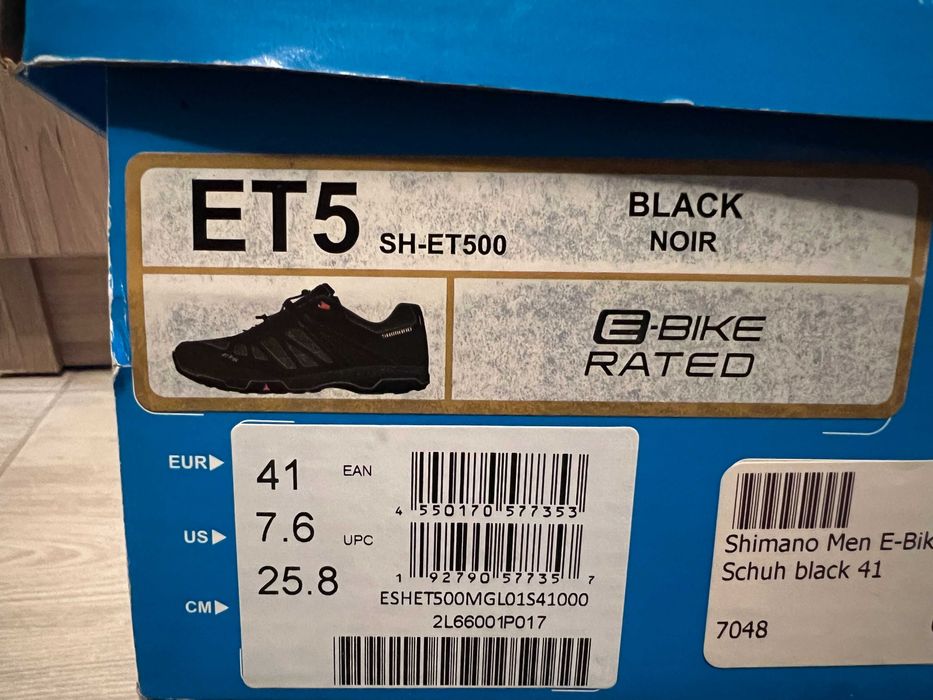 ET5 SH-ET500
BLACK
NOIR
SHIMANO
E-BIKE
RATED
EUR 41
US 7.6
CM 25.8
EAN
4 550170 577353
UPC
1 92790 57735 7
ESHET500MGL01S41000
2L66001P017
Shimano Men E-Bik
Schuh black 41
7048